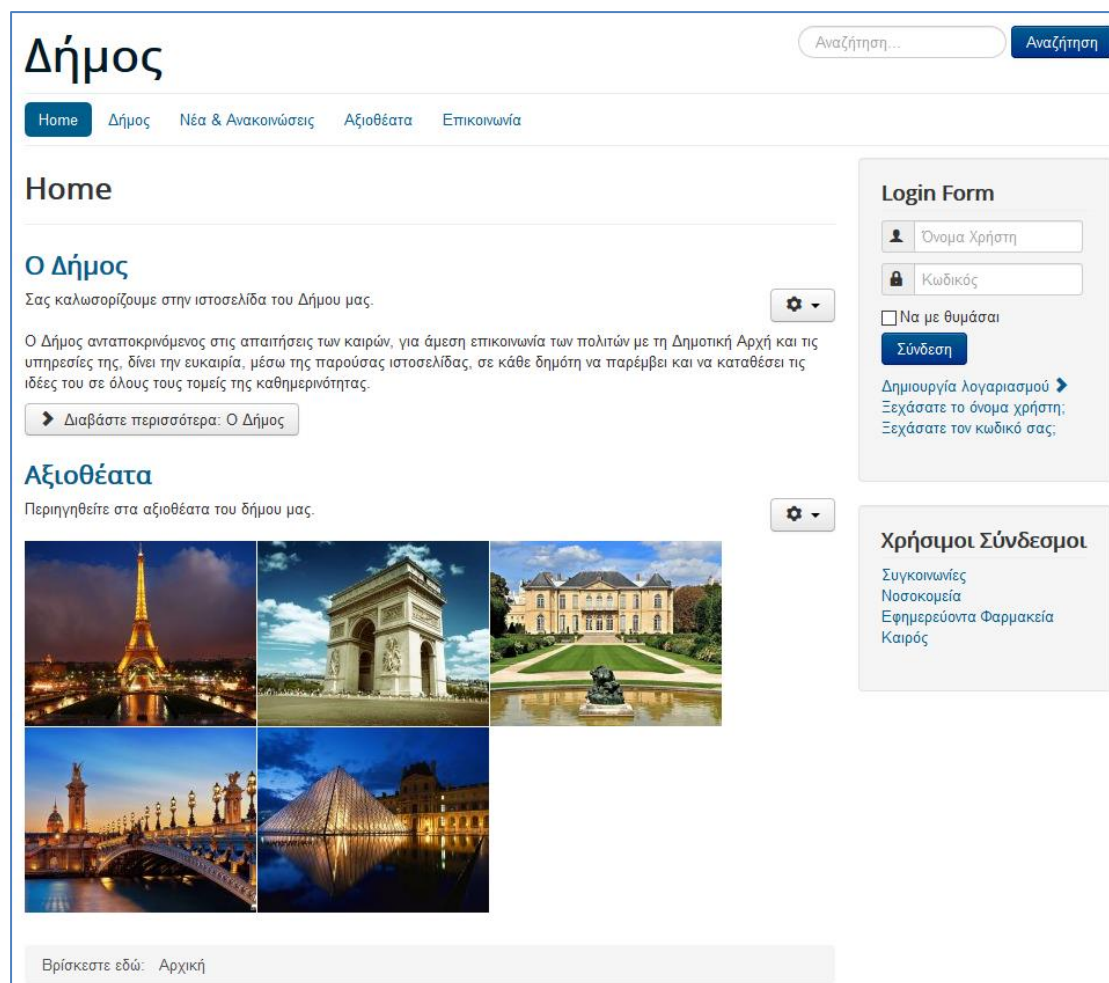 Δήμος
Αναζήτηση...
Αναζήτηση
Home
Δήμος
Νέα & Ανακοινώσεις
Αξιοθέατα
Επικοινωνία
Home
Ο Δήμος
Σας καλωσορίζουμε στην ιστοσελίδα του Δήμου μας.
Ο Δήμος ανταποκρινόμενος στις απαιτήσεις των καιρών, για άμεση επικοινωνία των πολιτών με τη Δημοτική Αρχή και τις
υπηρεσίες της, δίνει την ευκαιρία, μέσω της παρούσας ιστοσελίδας, σε κάθε δημότη να παρέμβει και να καταθέσει τις
ιδέες του σε όλους τους τομείς της καθημερινότητας.
Διαβάστε περισσότερα: Ο Δήμος
Αξιοθέατα
Περιηγηθείτε στα αξιοθέατα του δήμου μας.
Βρίσκεστε εδώ: Αρχική
Login Form
Όνομα Χρήστη
Κωδικός
Να με θυμάσαι
Σύνδεση
Δημιουργία λογαριασμού
Ξεχάσατε το όνομα χρήστη;
Ξεχάσατε τον κωδικό σας;
Χρήσιμοι Σύνδεσμοι
Συγκοινωνίες
Νοσοκομεία
Εφημερεύοντα Φαρμακεία
Καιρός